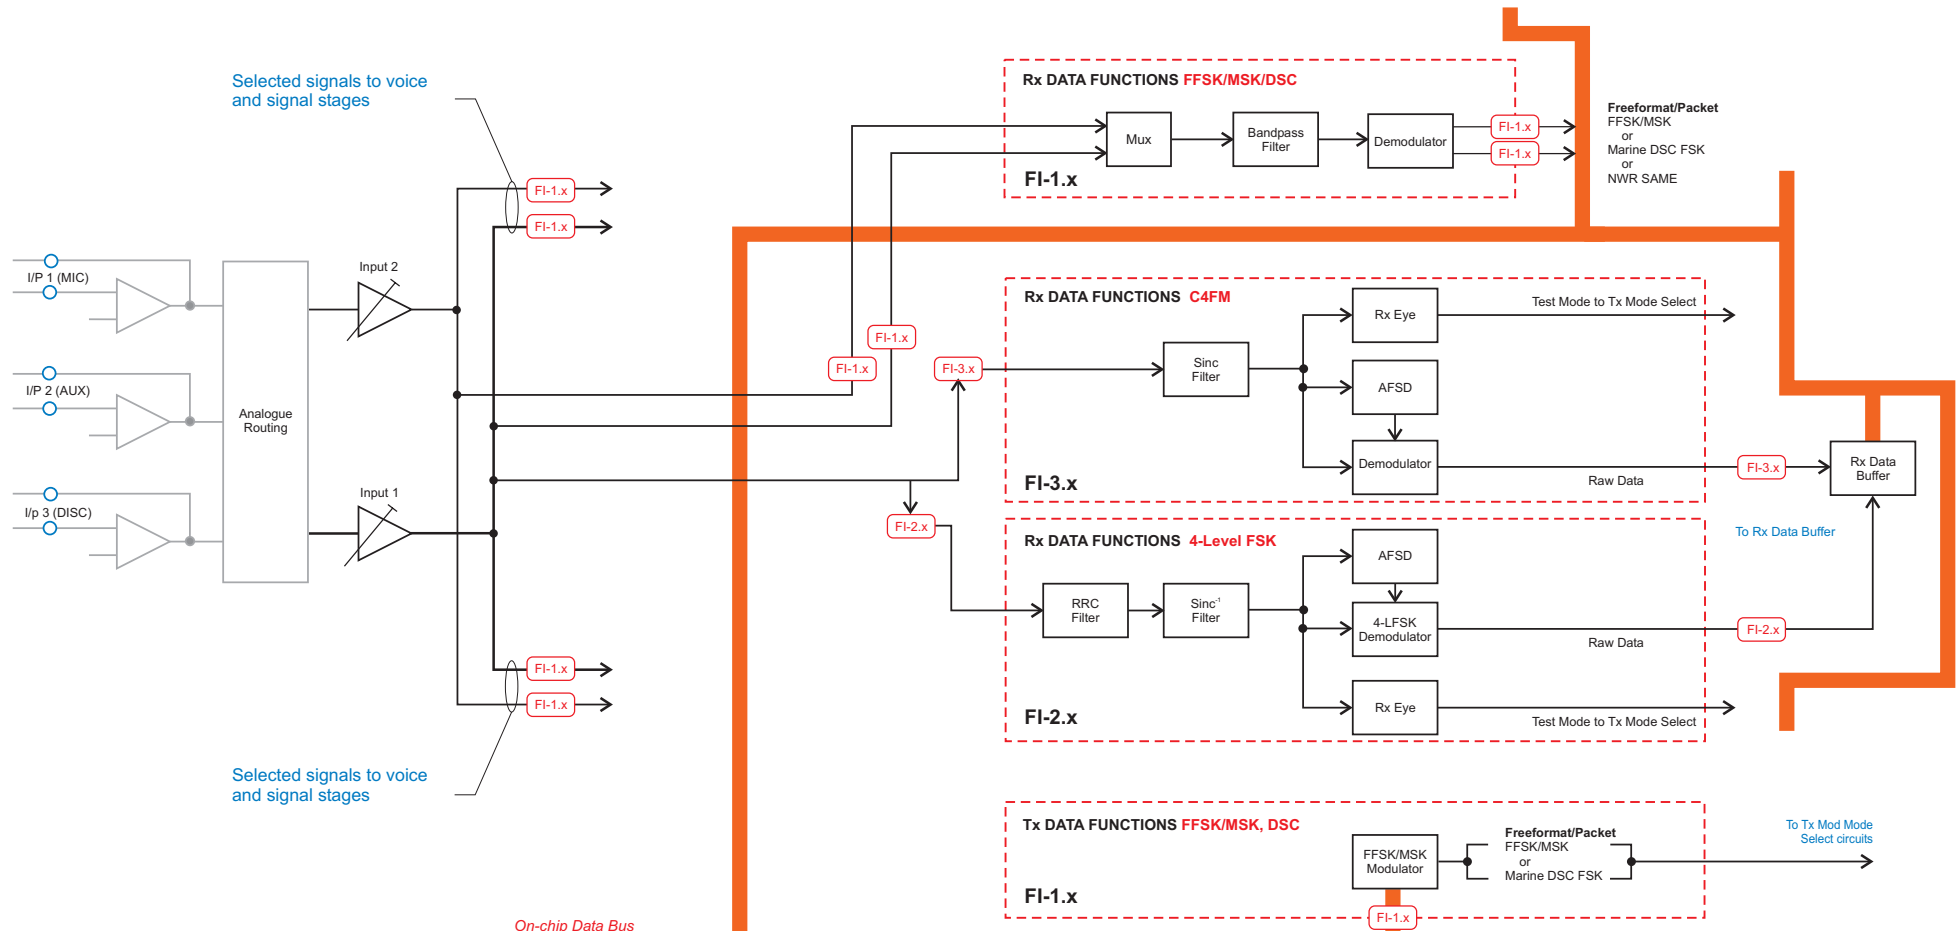 Selected signals to voice
and signal stages
FI-1.x
FI-1.x
I/P 1 (MIC)
I/P 2 (AUX)
I/p 3 (DISC)
Analogue
Routing
Input 2
Input 1
FI-1.x
FI-1.x
Selected signals to voice
and signal stages
On-chip Data Bus
FI-1.x
FI-1.x
FI-3.x
FI-2.x
Rx DATA FUNCTIONS FFSK/MSK/DSC
Mux
Bandpass
Filter
Demodulator
FI-1.x
FI-1.x
FI-1.x
Freeformat/Packet
FFSK/MSK
or
Marine DSC FSK
or
NWR SAME
Rx DATA FUNCTIONS C4FM
Rx Eye
Test Mode to Tx Mode Select
Sinc
Filter
AFSD
Demodulator
Raw Data
FI-3.x
FI-3.x
Rx Data
Buffer
To Rx Data Buffer
Rx DATA FUNCTIONS 4-Level FSK
AFSD
RRC
Filter
Sinc-1
Filter
4-LFSK
Demodulator
Raw Data
FI-2.x
Rx Eye
Test Mode to Tx Mode Select
FI-2.x
Tx DATA FUNCTIONS FFSK/MSK, DSC
FFSK/MSK
Modulator
Freeformat/Packet
FFSK/MSK
or
Marine DSC FSK
To Tx Mod Mode
Select circuits
FI-1.x
FI-1.x